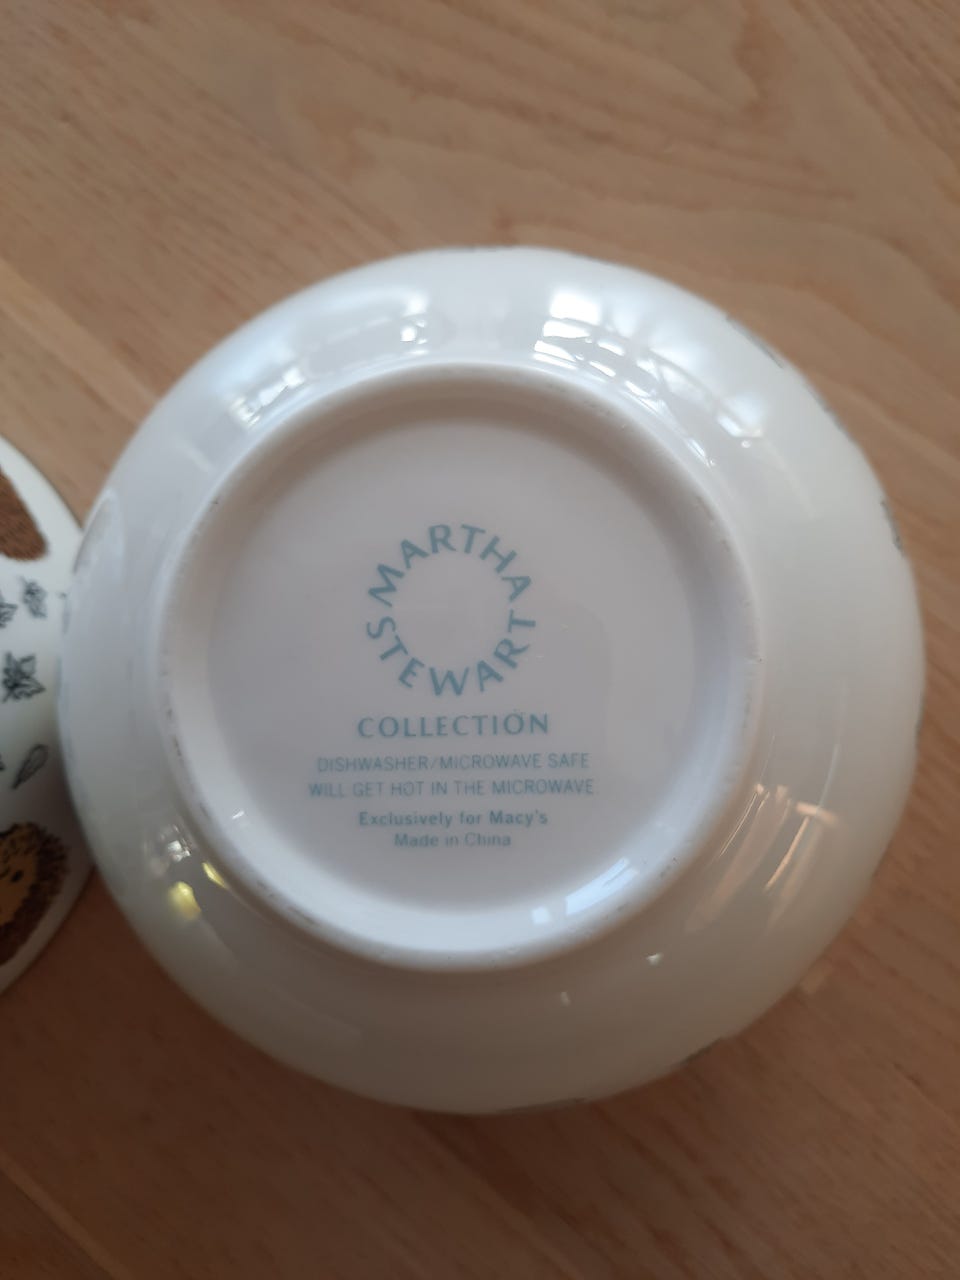 MARTHA
STEWART
COLLECTION
DISHWASHER/MICROWAVE SAFE
WILL GET HOT IN THE MICROWAVE
Exclusively for Macy's
Made in China